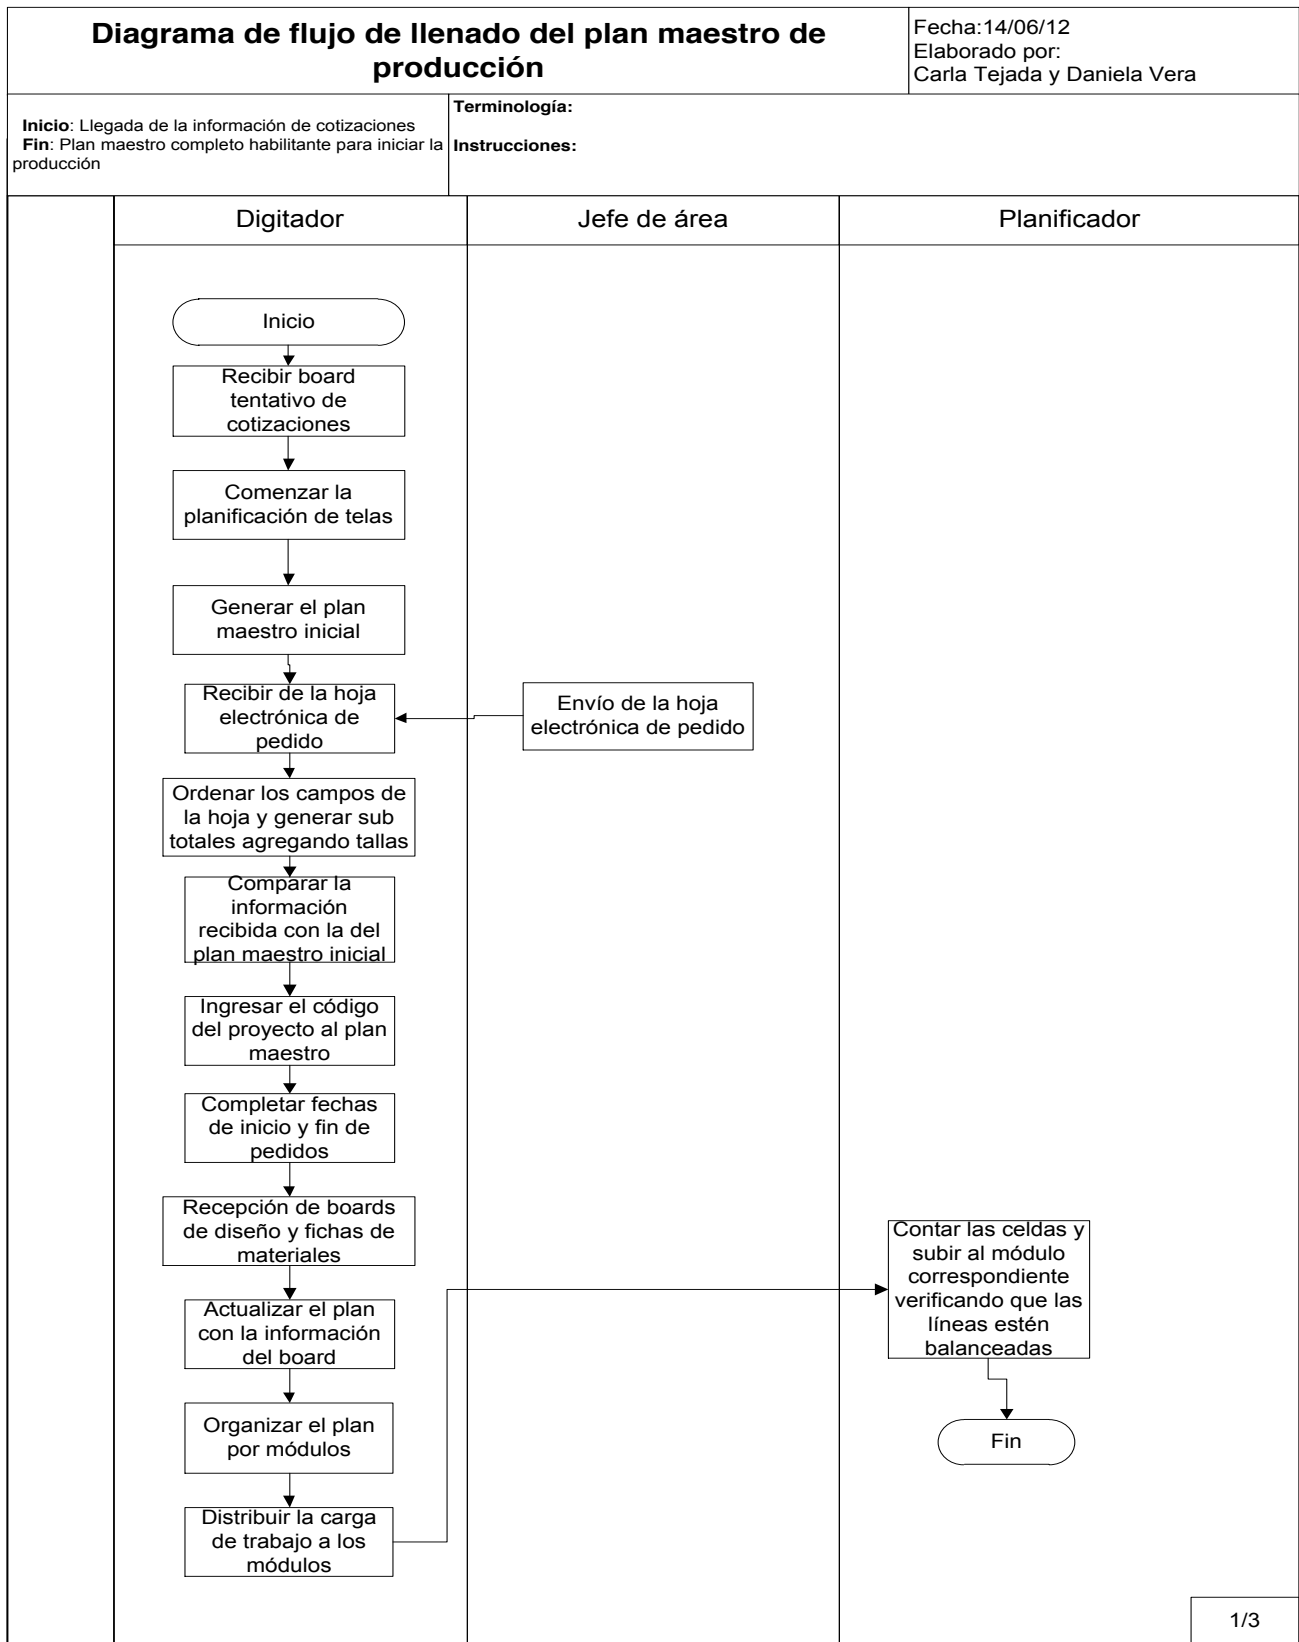 Diagrama de flujo de llenado del plan maestro de
producción
Fecha:14/06/12
Elaborado por:
Carla Tejada y Daniela Vera
Inicio: Llegada de la información de cotizaciones
Fin: Plan maestro completo habilitante para iniciar la
producción
Terminología:
Instrucciones:
Digitador
Jefe de área
Planificador
Inicio
Recibir board
tentativo de
cotizaciones
Comenzar la
planificación de telas
Generar el plan
maestro inicial
Recibir de la hoja
electrónica de
pedido
Envío de la hoja
electrónica de pedido
Ordenar los campos de
la hoja y generar sub
totales agregando tallas
Comparar la
información
recibida con la del
plan maestro inicial
Ingresar el código
del proyecto al plan
maestro
Completar fechas
de inicio y fin de
pedidos
Recepción de boards
de diseño y fichas de
materiales
Actualizar el plan
con la información
del board
Organizar el plan
por módulos
Distribuir la carga
de trabajo a los
módulos
Contar las celdas y
subir al módulo
correspondiente
verificando que las
líneas estén
balanceadas
Fin
1/3